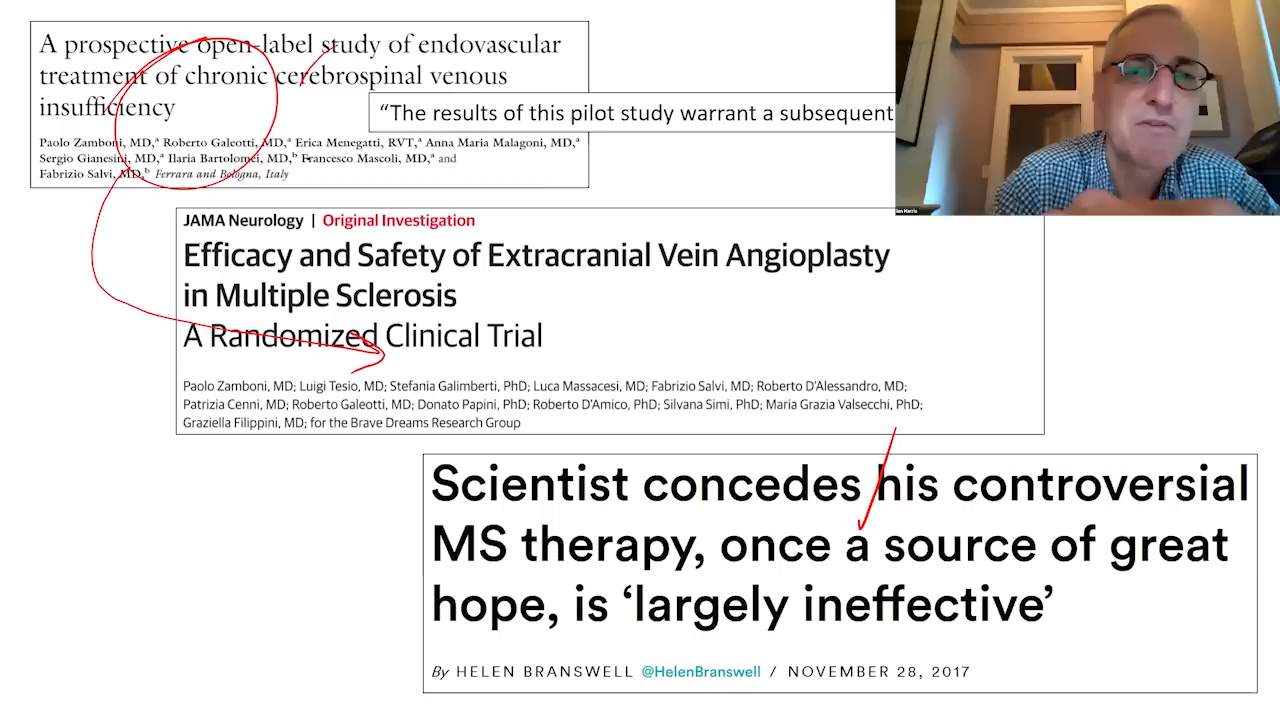 A prospective open-label study of endovascular
treatment of chronic cerebrospinal venous
insufficiency
Paolo Zamboni, MD,ᵃ Roberto Galeotti, MD,ᵃ Erica Menegatti, RVT,ᵃ Anna Maria Malagoni, MD,ᵃ
Sergio Gianesini, MD,ᵃ Ilaria Bartolomei, MD,ᵇ Francesco Mascoli, MD,ᵃ and
Fabrizio Salvi, MD,ᵇ Ferrara and Bologna, Italy
“The results of this pilot study warrant a subsequent
Ian Harris
JAMA Neurology | Original Investigation
Efficacy and Safety of Extracranial Vein Angioplasty
in Multiple Sclerosis
A Randomized Clinical Trial
Paolo Zamboni, MD; Luigi Tesio, MD; Stefania Galimberti, PhD; Luca Massacesi, MD; Fabrizio Salvi, MD; Roberto D'Alessandro, MD;
Patrizia Cenni, MD; Roberto Galeotti, MD; Donato Papini, PhD; Roberto D'Amico, PhD; Silvana Simi, PhD; Maria Grazia Valsecchi, PhD;
Graziella Filippini, MD; for the Brave Dreams Research Group
Scientist concedes his controversial
MS therapy, once a source of great
hope, is ‘largely ineffective’
By HELEN BRANSWELL @HelenBranswell / NOVEMBER 28, 2017